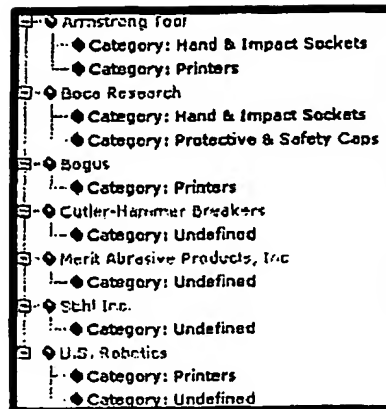 Armstrong Tool
Category: Hand & Impact Sockets
Category: Printers
Boca Research
Category: Hand & Impact Sockets
Category: Protective & Safety Caps
Bogus
Category: Printers
Cutler-Hammer Breakers
Category: Undefined
Merit Abrasive Products, Inc
Category: Undefined
Inc.
Category: Undefined
U.S. Robotics
Category: Printers
Category: Undefined